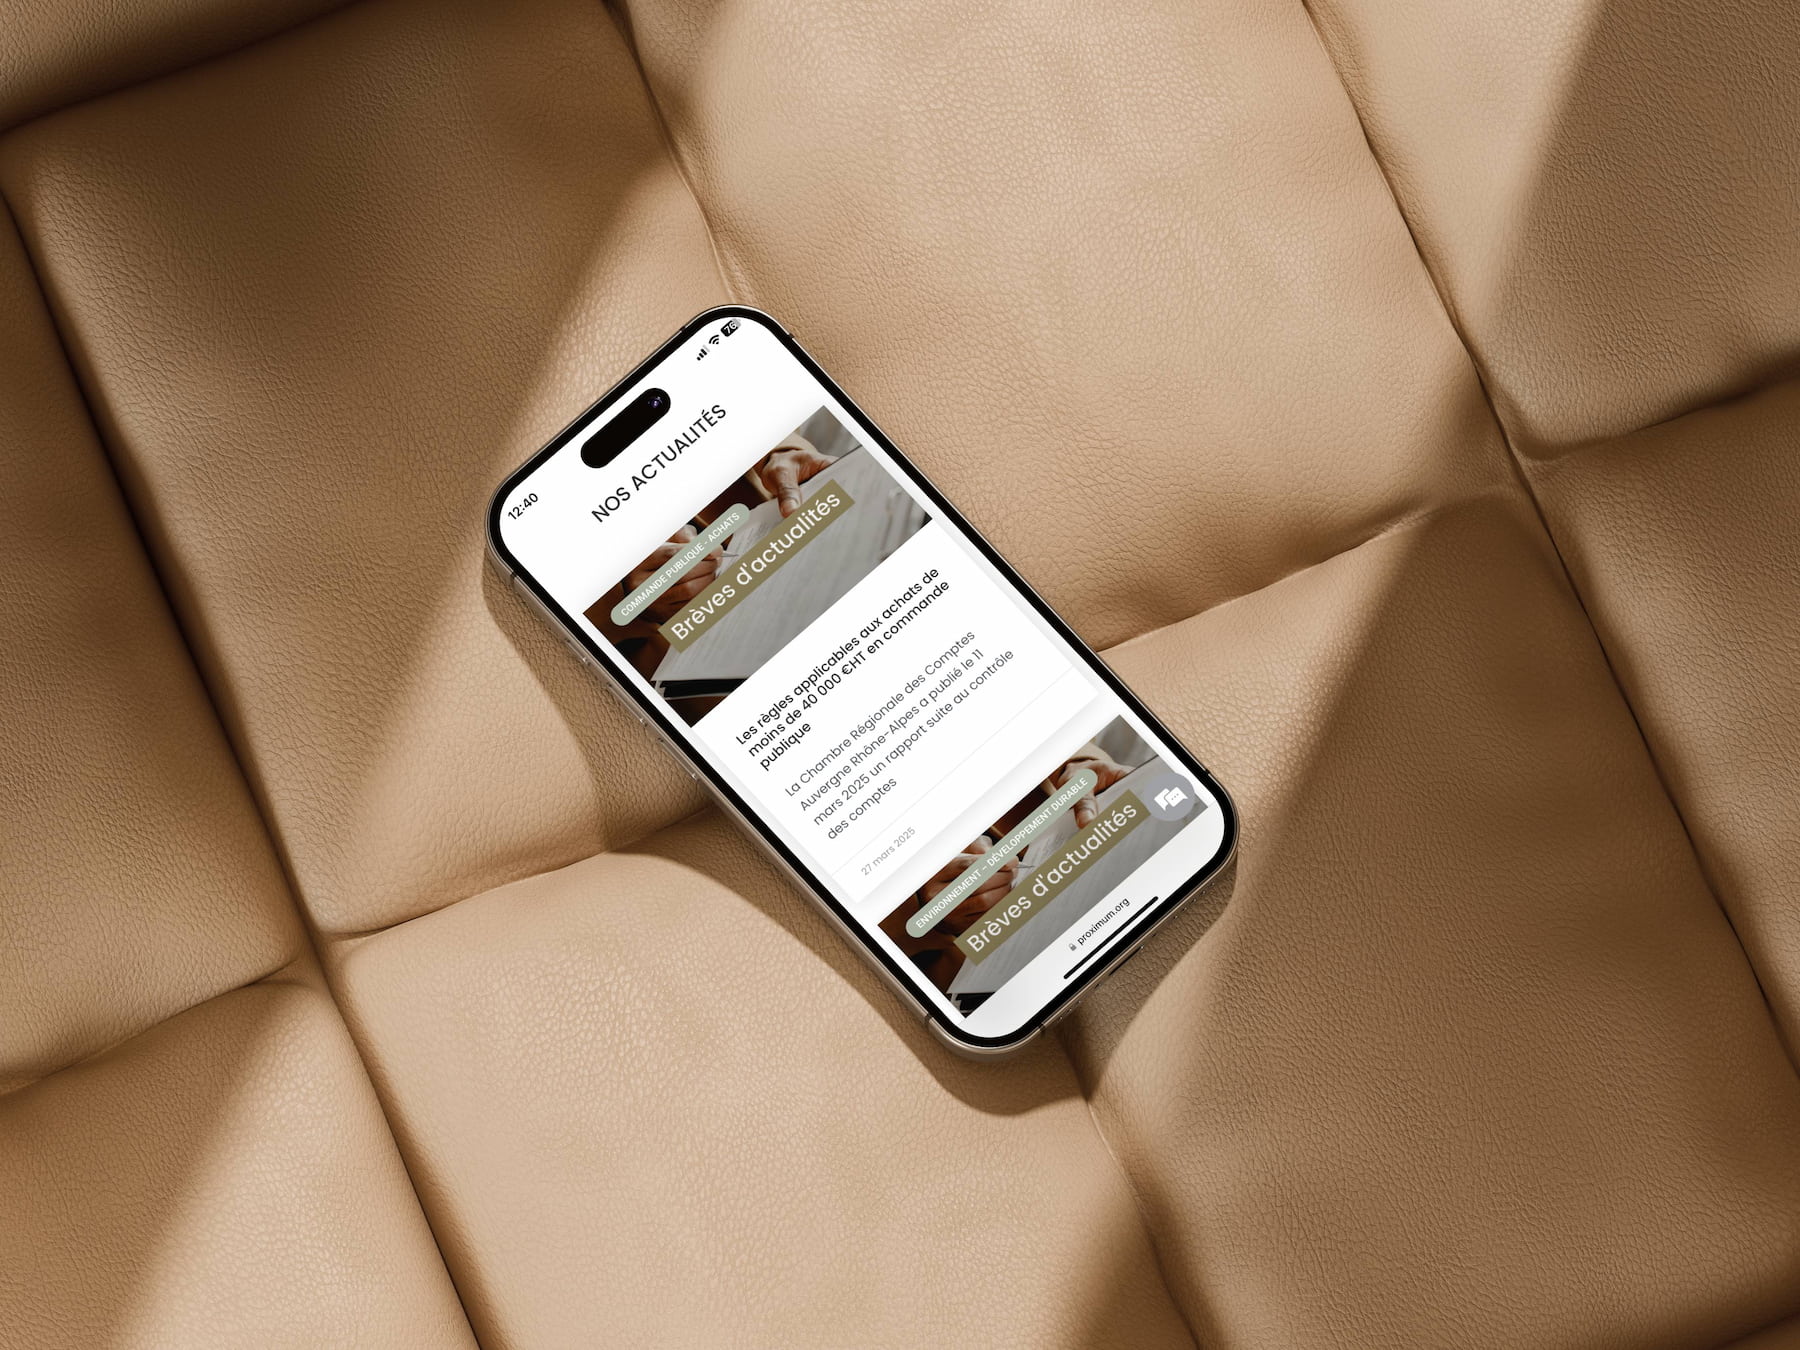 12:40
76
NOS ACTUALITÉS
COMMANDE PUBLIQUE - ACHATS
Brèves d'actualités
Les règles applicables aux achats de
moins de 40 000 €HT en commande
publique
La Chambre Régionale des Comptes
Auvergne Rhône-Alpes a publié le 11
mars 2025 un rapport suite au contrôle
des comptes
27 mars 2025
ENVIRONNEMENT – DÉVELOPPEMENT DURABLE
Brèves d'actualités
proximum.org